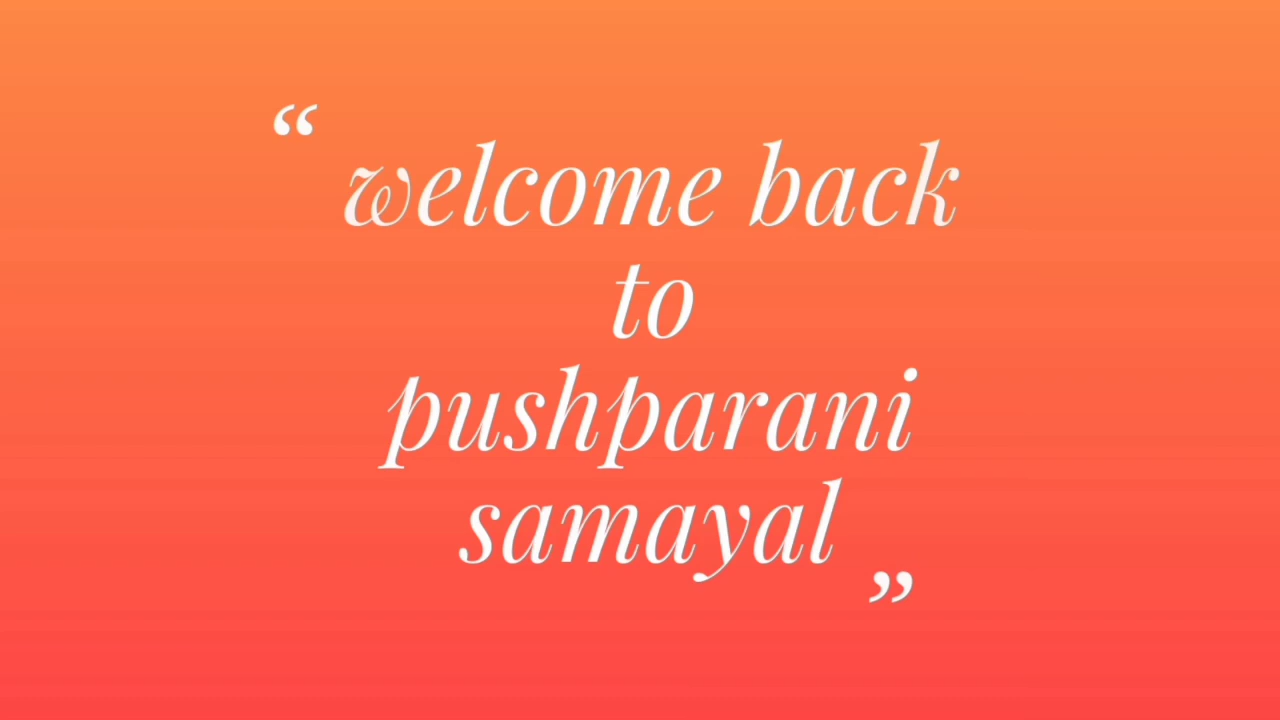 “
welcome back
to
pushparani
samayal
”